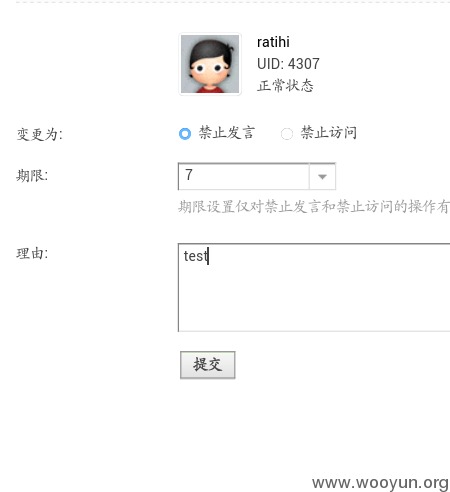 ratihi
UID: 4307
正常状态
变更为: 禁止发言 禁止访问
期限: 7
期限设置仅对禁止发言和禁止访问的操作有
理由: test
提交
www.wooyun.org